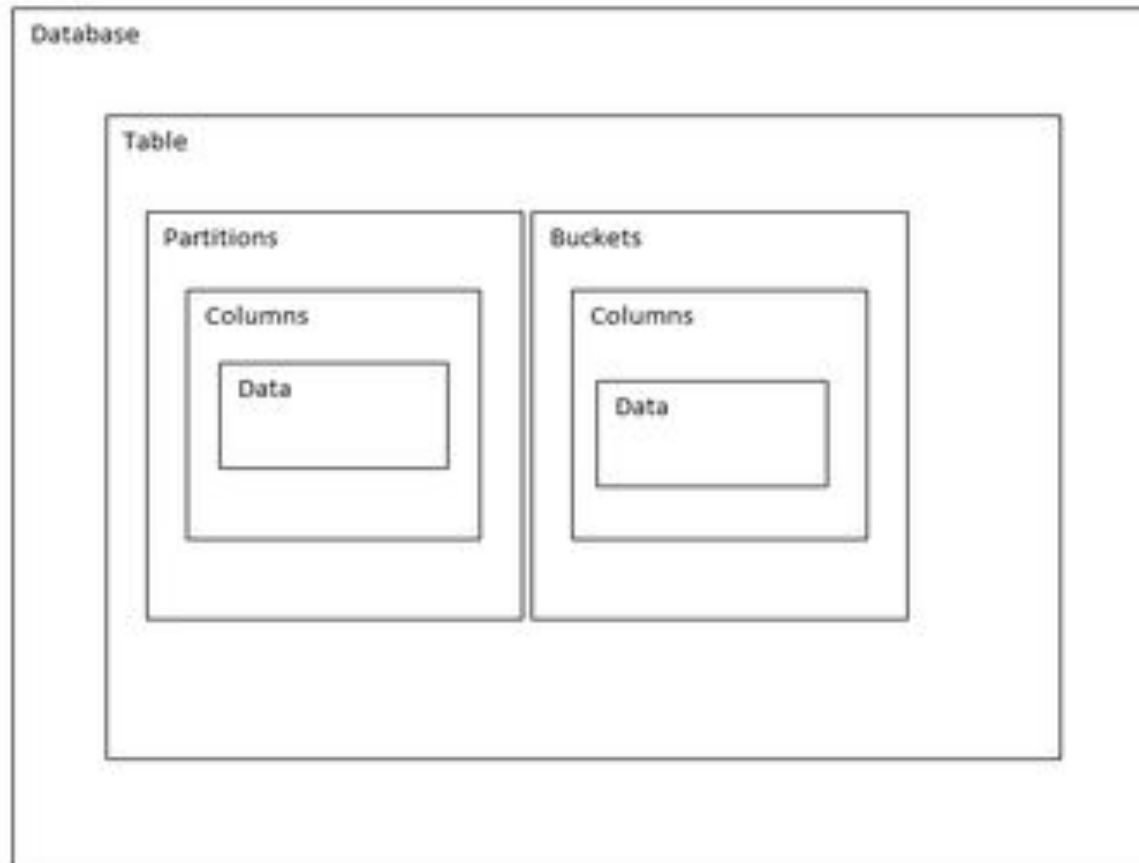 Database
Table
Partitions
Buckets
Columns
Columns
Data
Data